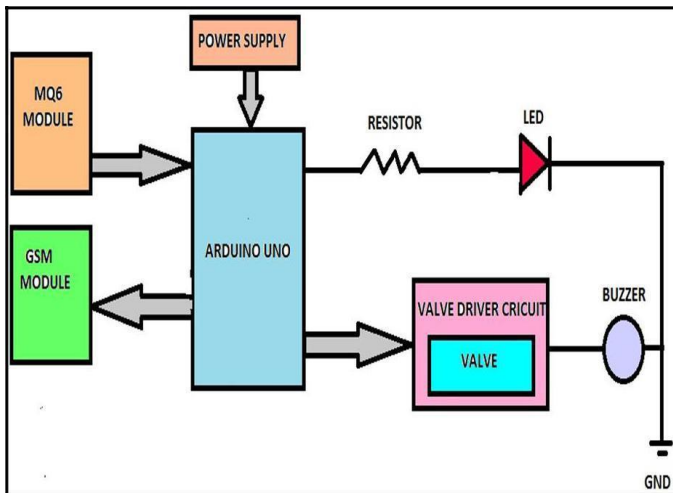 POWER SUPPLY
MQ6
MODULE
RESISTOR
LED
ARDUINO UNO
GSM
MODULE
VALVE DRIVER CRICUIT
VALVE
BUZZER
GND